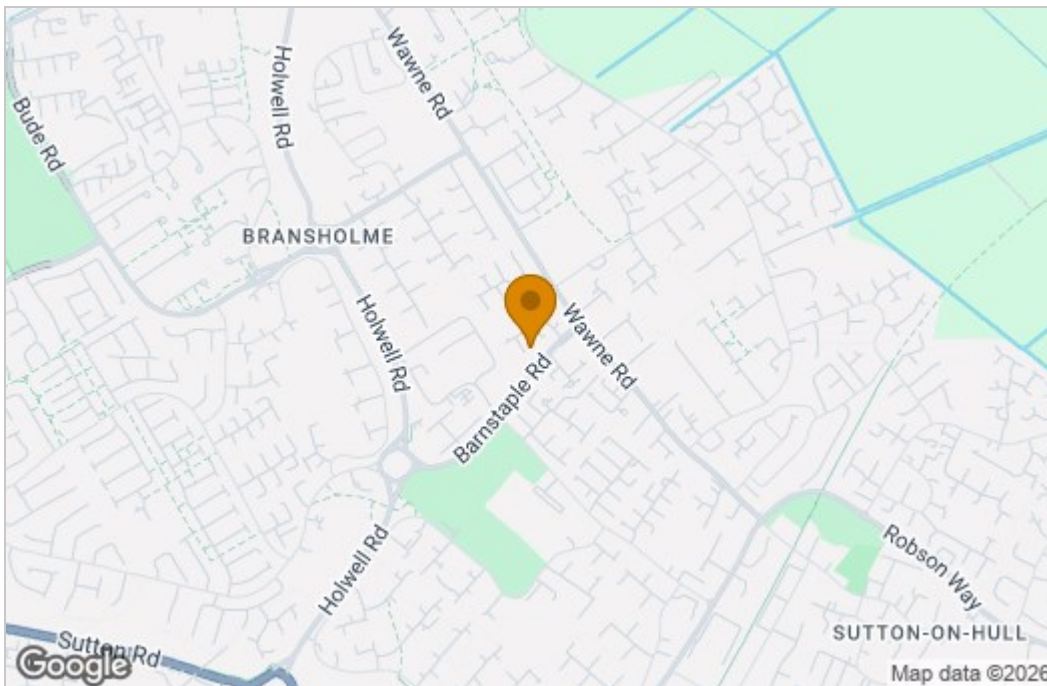 Wawne Rd
Holwell Rd
Bude Rd
BRANSHOLME
Holwell Rd
Wawne Rd
Barnstaple Rd
Holwell Rd
Robson Way
SUTTON-ON-HULL
Sutton Rd
Google
Map data ©2026